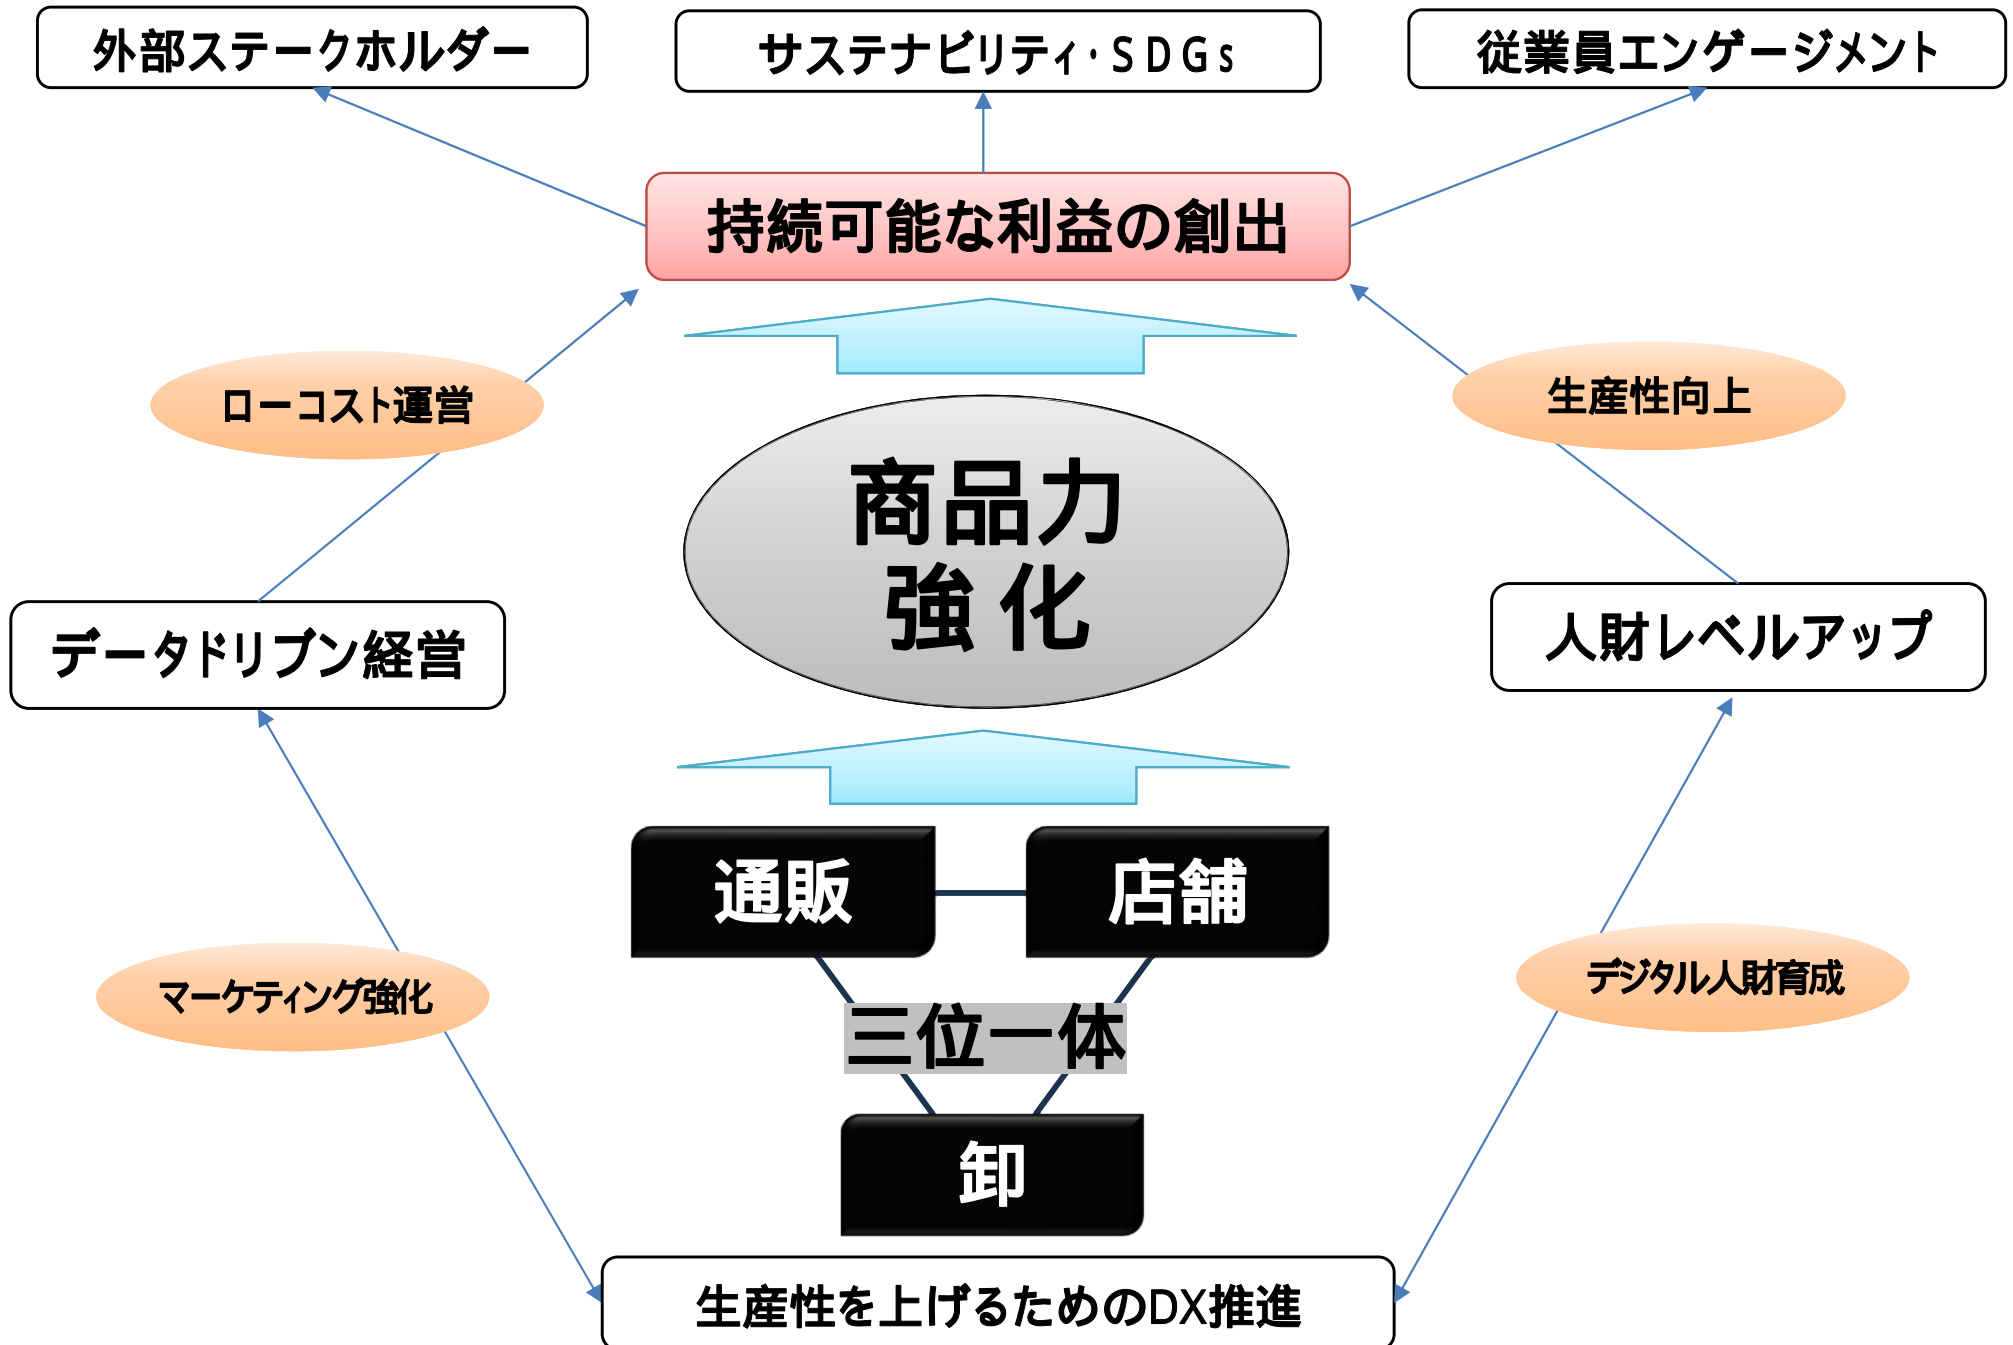 外部ステークホルダー
サステナビリティ・SDGs
従業員エンゲージメント
持続可能な利益の創出
ローコスト運営
生産性向上
商品力
強化
データドリブン経営
人財レベルアップ
通販
店舗
マーケティング強化
デジタル人財育成
三位一体
卸
生産性を上げるためのDX推進